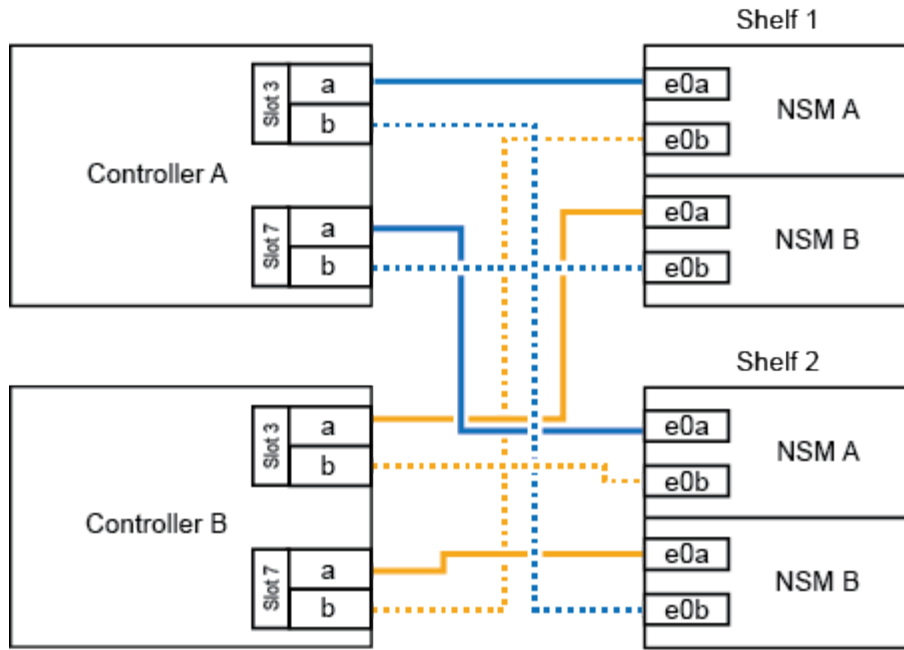 Shelf 1
Slot 3
a
b
Controller A
Slot 7
a
b
e0a
e0b
NSM A
e0a
e0b
NSM B
Shelf 2
Slot 3
a
b
Controller B
Slot 7
a
b
e0a
e0b
NSM A
e0a
e0b
NSM B